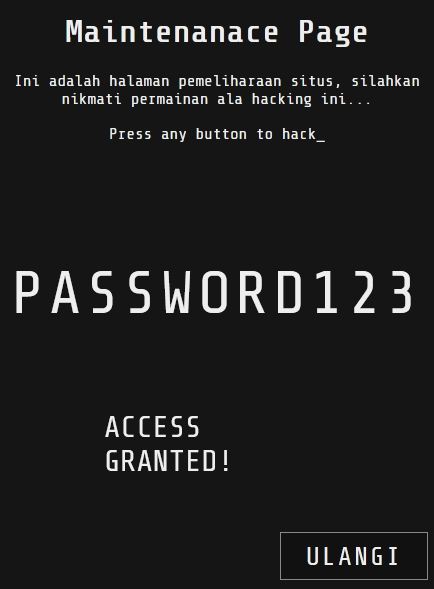 Maintenanace Page
Ini adalah halaman pemeliharaan situs, silahkan
nikmati permainan ala hacking ini...
Press any button to hack_
PASSWORD123
ACCESS
GRANTED!
ULANGI